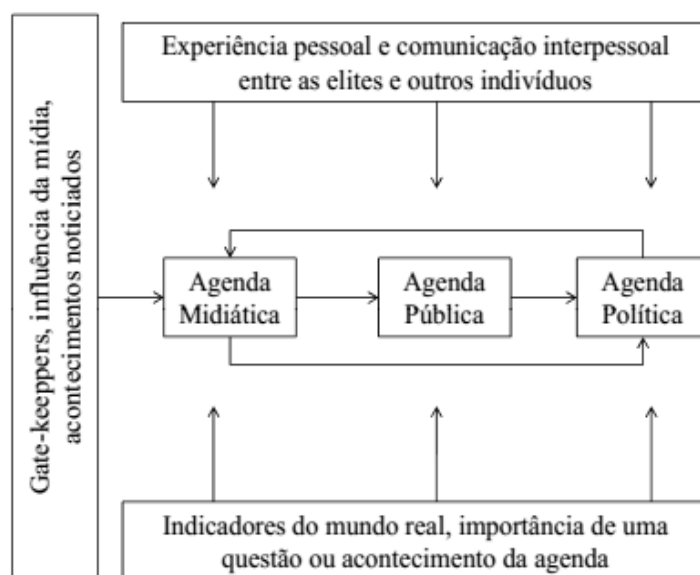 Gate-keeppers, influência da mídia,
acontecimentos noticiados
Experiência pessoal e comunicação interpessoal
entre as elites e outros indivíduos
Agenda
Midiática
Agenda
Pública
Agenda
Política
Indicadores do mundo real, importância de uma
questão ou acontecimento da agenda